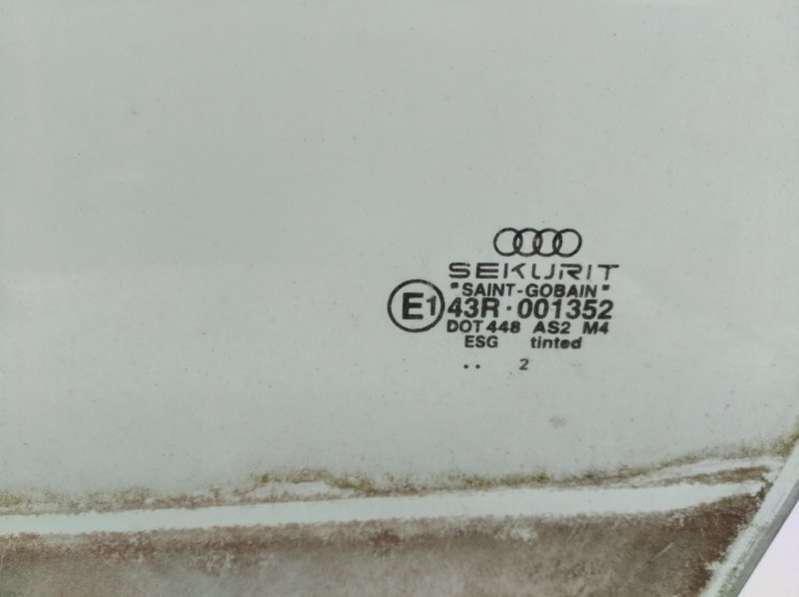 SEKURIT
"SAINT-GOBAIN"
E1 43R·001352
DOT 448 AS2 M4
ESG tinted
.. 2